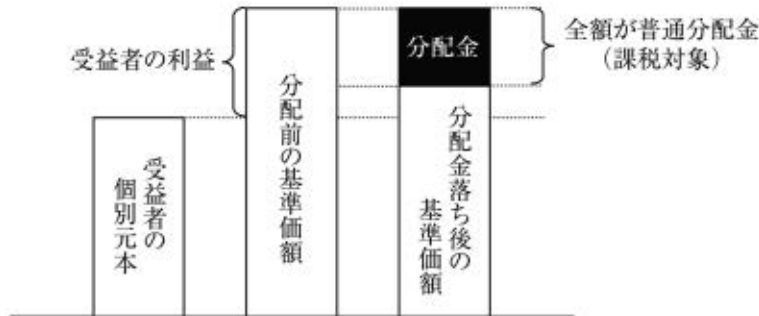 受益者の利益
分配金
全額が普通分配金
（課税対象）
受益者の
個別元本
分配前の基準価額
分配金落ち後の
基準価額